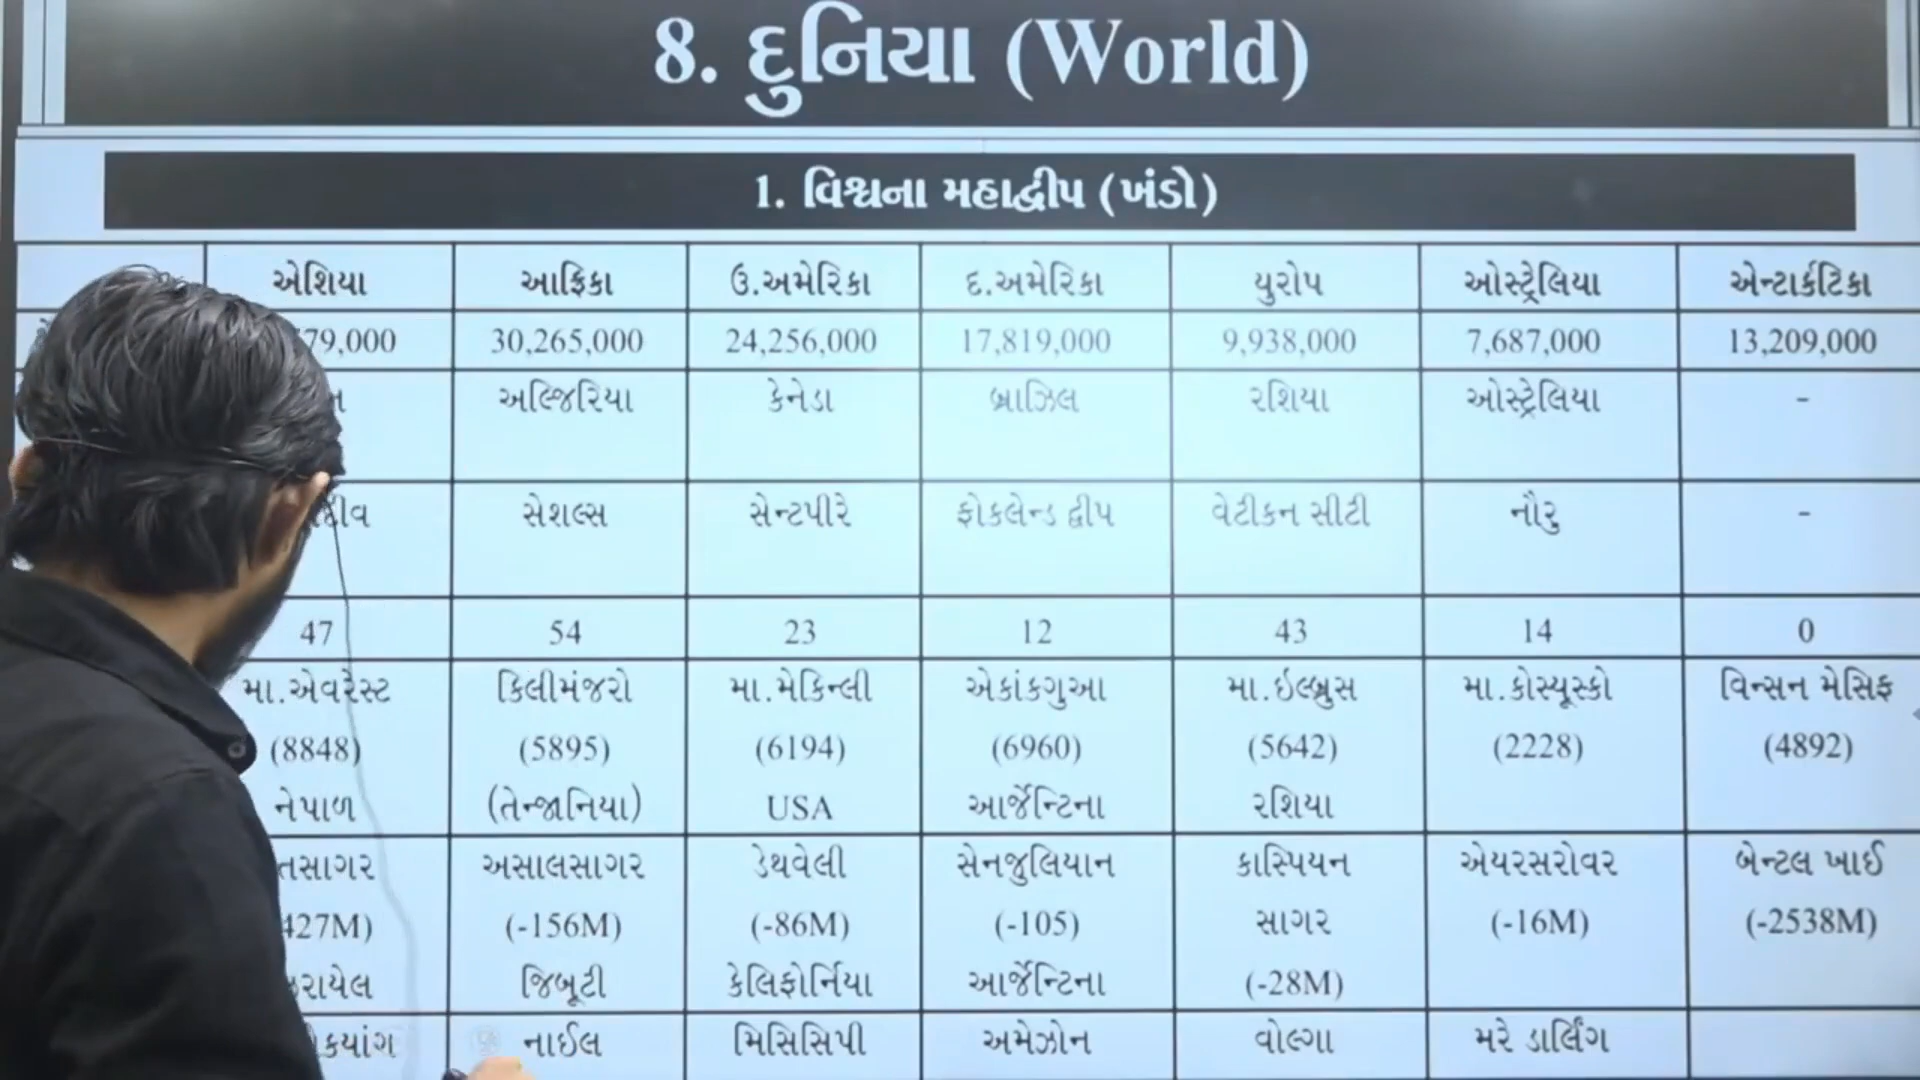 8. દુનિયા (World)
1. વિશ્વના મહાદ્વીપ (ખંડો)
એશિયા આફ્રિકા ઉ.અમેરિકા દ.અમેરિકા યુરોપ ઓસ્ટ્રેલિયા એન્ટાર્કટિકા
79,000 30,265,000 24,256,000 17,819,000 9,938,000 7,687,000 13,209,000
અલ્જિરિયા કેનેડા બ્રાઝિલ રશિયા ઓસ્ટ્રેલિયા -
સેશલ્સ સેન્ટપીરે ફોકલેન્ડ દ્વીપ વેટીકન સીટી નૌરુ -
47 54 23 12 43 14 0
મા.એવરેસ્ટ કિલીમંજરો મા.મેકિન્લી એકાંકગુઆ મા.ઇલ્બ્રુસ મા.કોસ્યૂસ્કો વિન્સન મેસિફ
(8848) (5895) (6194) (6960) (5642) (2228) (4892)
નેપાળ (તેન્જાનિયા) USA આર્જેન્ટિના રશિયા
તસાગર અસાલસાગર ડેથવેલી સેનજુલિયાન કાસ્પિયન એયરસરોવર બેન્ટલ ખાઈ
427M) (-156M) (-86M) (-105) સાગર (-16M) (-2538M)
રાયેલ જિબૂટી કેલિફોર્નિયા આર્જેન્ટિના (-28M)
કયાંગ નાઈલ મિસિસિપી અમેઝોન વોલ્ગા મરે ડાર્લિંગ